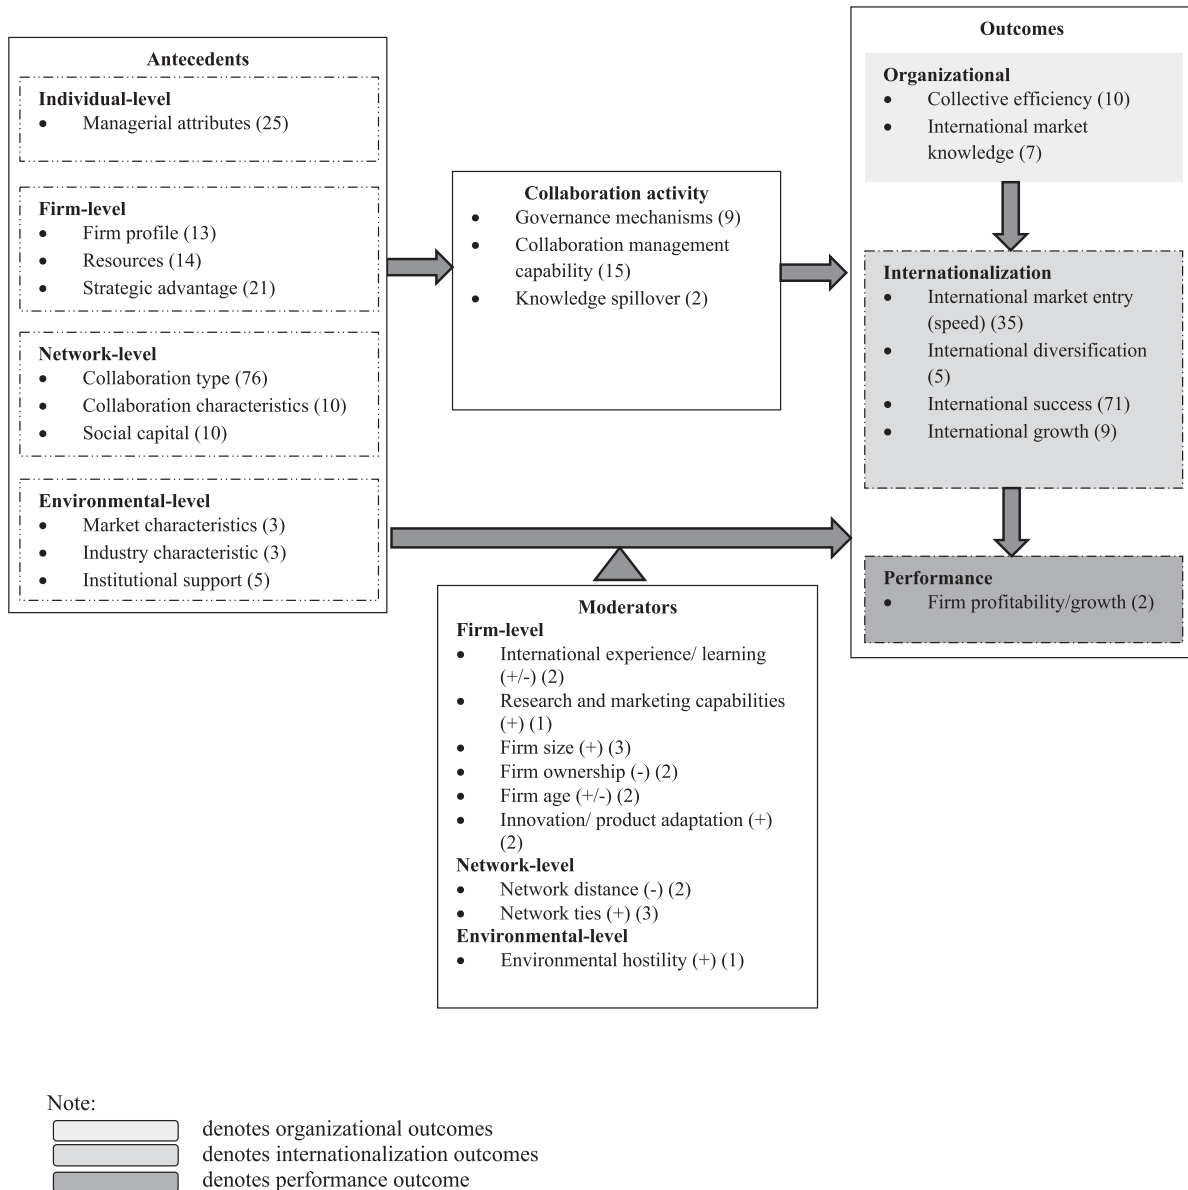 Antecedents
Individual-level
• Managerial attributes (25)
Firm-level
• Firm profile (13)
• Resources (14)
• Strategic advantage (21)
Network-level
• Collaboration type (76)
• Collaboration characteristics (10)
• Social capital (10)
Environmental-level
• Market characteristics (3)
• Industry characteristic (3)
• Institutional support (5)
Collaboration activity
• Governance mechanisms (9)
• Collaboration management
capability (15)
• Knowledge spillover (2)
Moderators
Firm-level
• International experience/ learning
(+/-) (2)
• Research and marketing capabilities
(+) (1)
• Firm size (+) (3)
• Firm ownership (-) (2)
• Firm age (+/-) (2)
• Innovation/ product adaptation (+)
(2)
Network-level
• Network distance (-) (2)
• Network ties (+) (3)
Environmental-level
• Environmental hostility (+) (1)
Outcomes
Organizational
• Collective efficiency (10)
• International market
knowledge (7)
Internationalization
• International market entry
(speed) (35)
• International diversification
(5)
• International success (71)
• International growth (9)
Performance
• Firm profitability/growth (2)
Note:
denotes organizational outcomes
denotes internationalization outcomes
denotes performance outcome